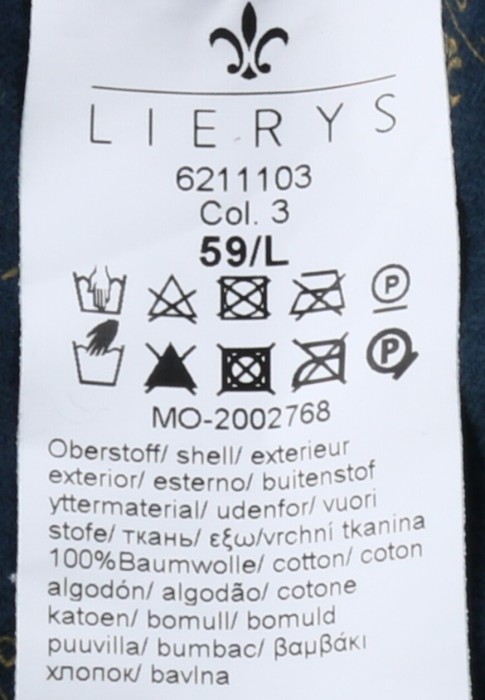 LIERYS
6211103
Col. 3
59/L
P
P
MO-2002768
Oberstoff/ shell/ exterieur
exterior/ esterno/ buitenstof
yttermaterial/ udenfor/ vuori
stofe/ ткань/ εξω/vrchní tkanina
100%Baumwolle/ cotton/ coton
algodón/ algodão/ cotone
katoen/ bomull/ bomuld
puuvilla/ bumbac/ βαμβάκι
хлопок/ bavlna